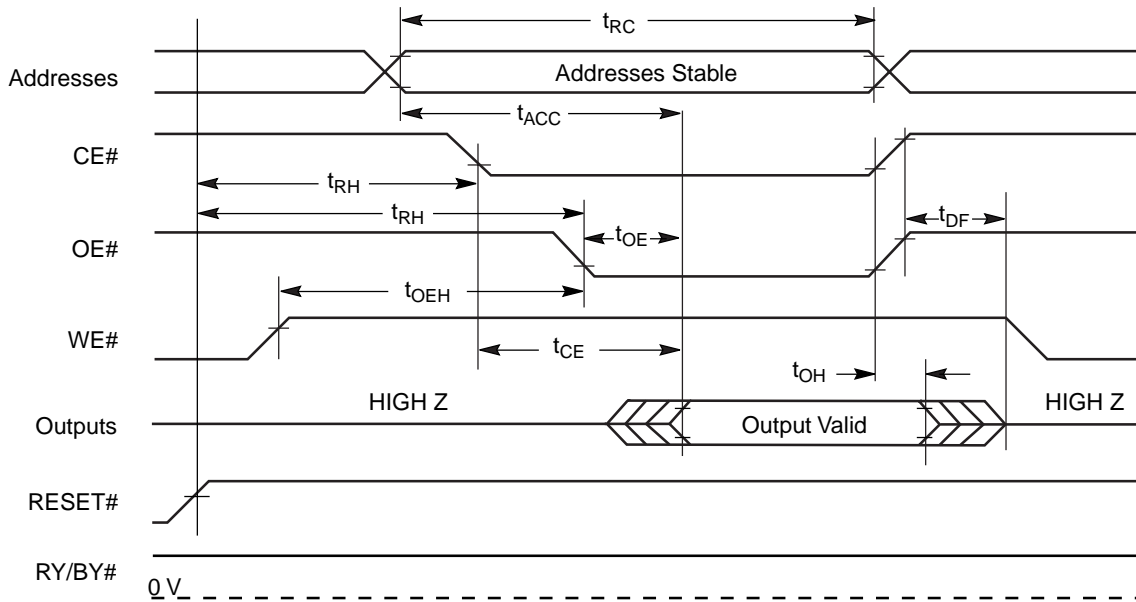 tRC
Addresses
Addresses Stable
tACC
CE#
tRH
tRH
tDF
OE#
tOE
tOEH
WE#
tCE
tOH
HIGH Z
HIGH Z
Outputs
Output Valid
RESET#
RY/BY#
0 V